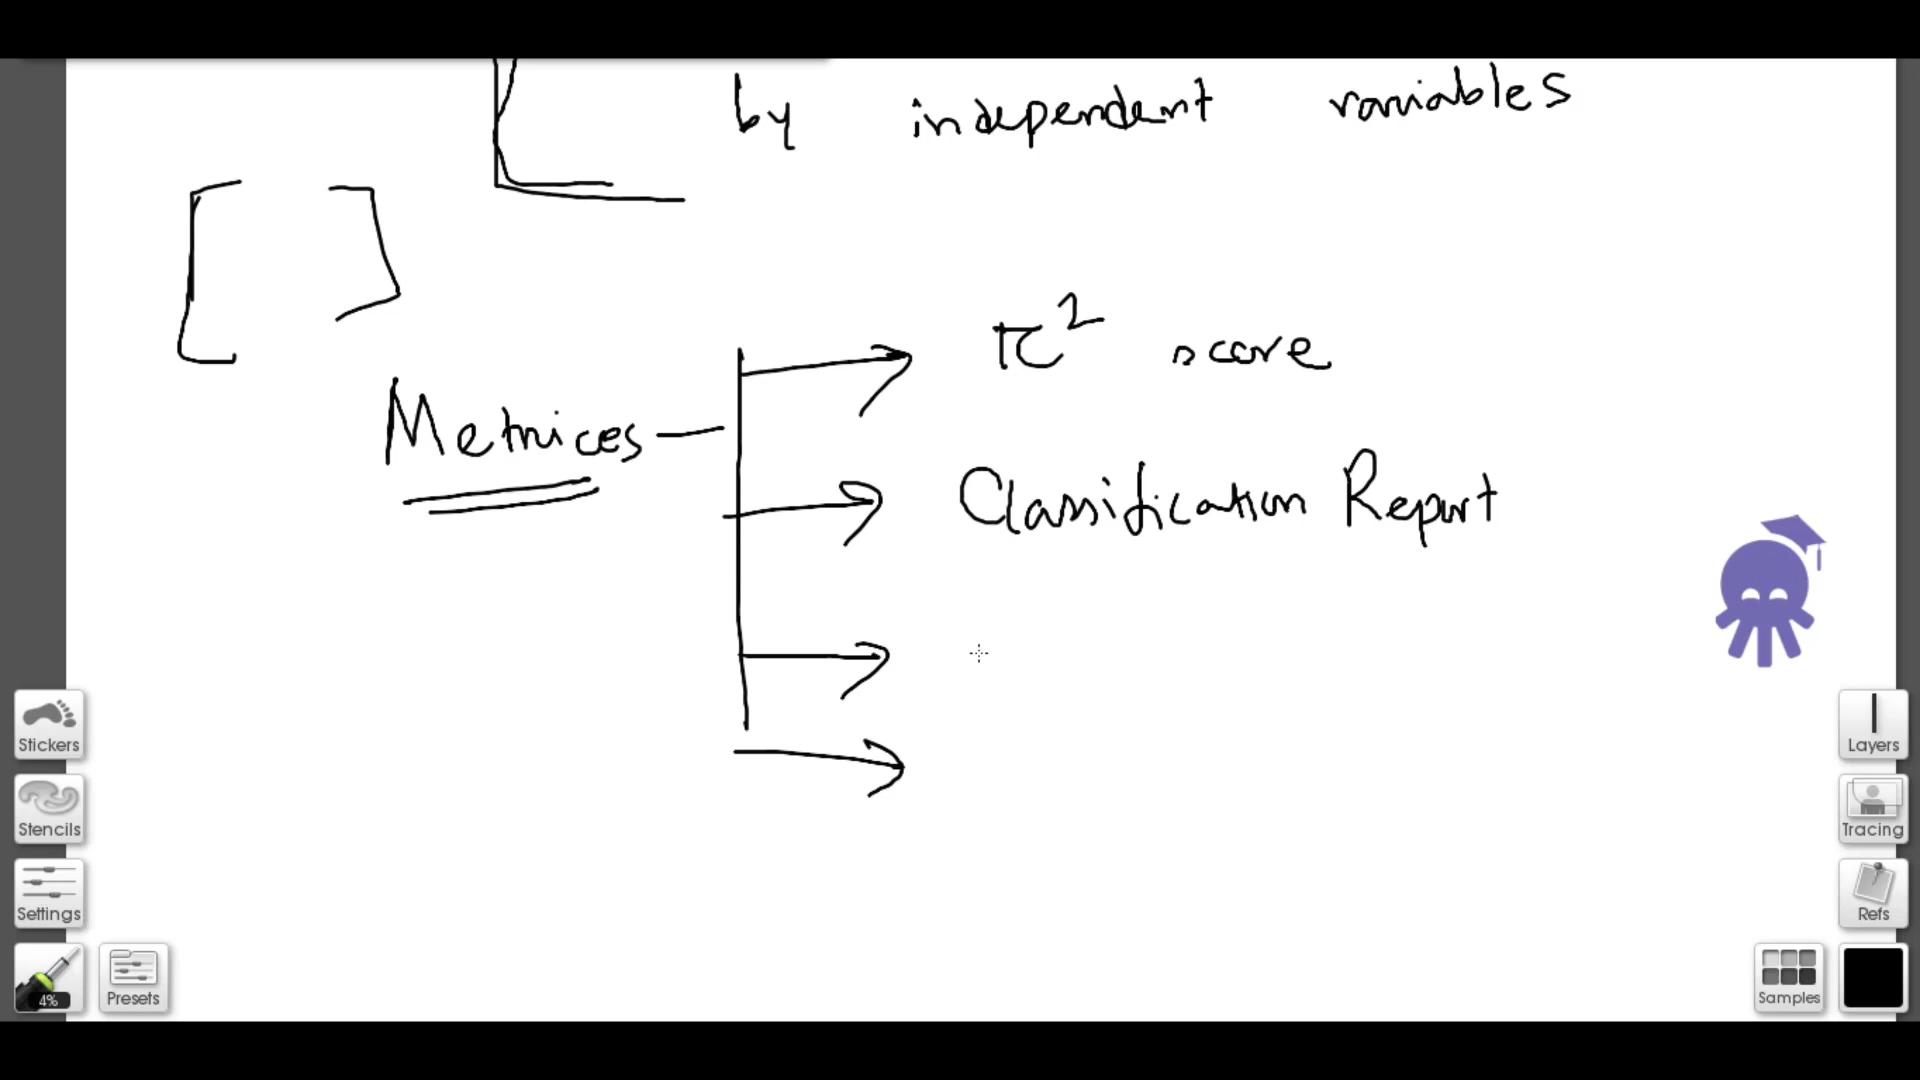 by independent variables
r² score
Metrices
Classification Report
Stickers
Layers
Stencils
Tracing
Settings
Refs
4%
Presets
Samples